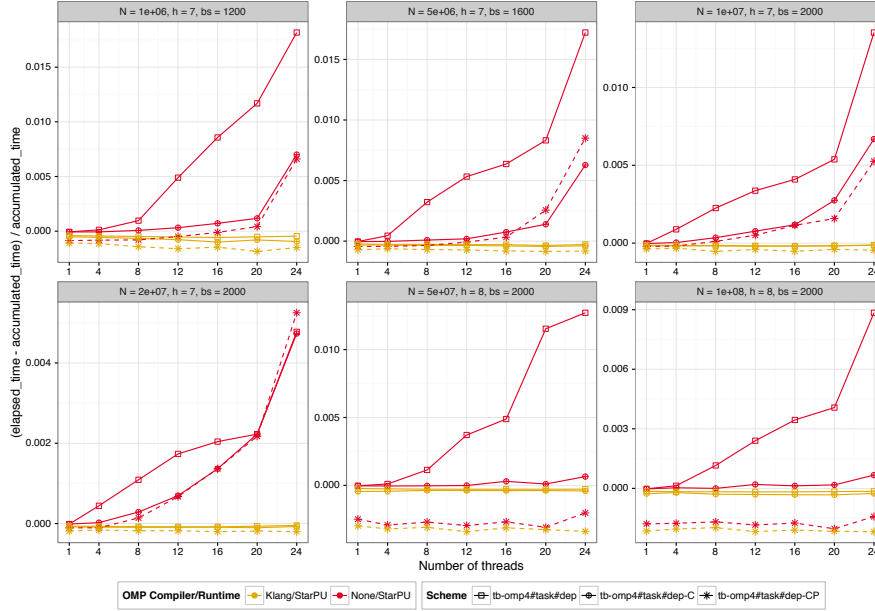 N = 1e+06, h = 7, bs = 1200
N = 5e+06, h = 7, bs = 1600
N = 1e+07, h = 7, bs = 2000
0.015
0.010
0.005
0.000
0.015
0.010
0.005
0.000
0.010
0.005
0.000
1 4 8 12 16 20 24
1 4 8 12 16 20 24
1 4 8 12 16 20 24
N = 2e+07, h = 7, bs = 2000
N = 5e+07, h = 8, bs = 2000
N = 1e+08, h = 8, bs = 2000
0.004
0.002
0.000
0.010
0.005
0.000
0.009
0.006
0.003
0.000
1 4 8 12 16 20 24
1 4 8 12 16 20 24
1 4 8 12 16 20 24
(elapsed_time - accumulated_time) / accumulated_time
Number of threads
OMP Compiler/Runtime Klang/StarPU None/StarPU
Scheme tb-omp4#task#dep tb-omp4#task#dep-C tb-omp4#task#dep-CP